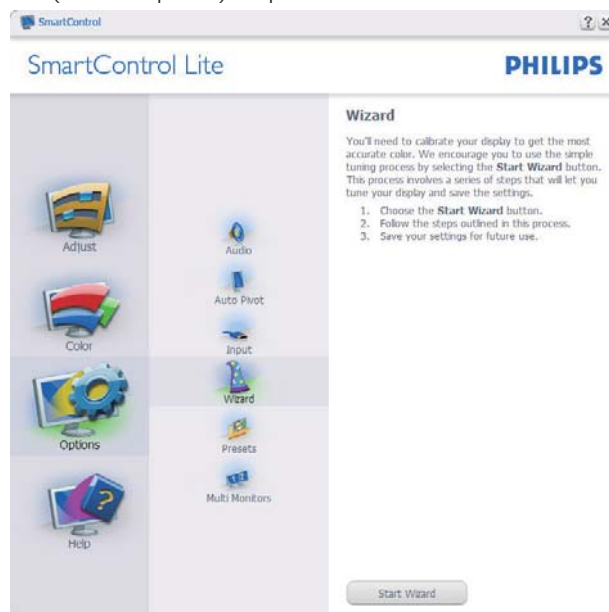 SmartControl
SmartControl Lite
PHILIPS
Adjust
Color
Options
Help
Audio
Auto Pivot
Input
Wizard
Presets
Multi Monitors
Wizard
You'll need to calibrate your display to get the most
accurate color. We encourage you to use the simple
tuning process by selecting the Start Wizard button.
This process involves a series of steps that will let you
tune your display and save the settings.
1. Choose the Start Wizard button.
2. Follow the steps outlined in this process.
3. Save your settings for future use.
Start Wizard